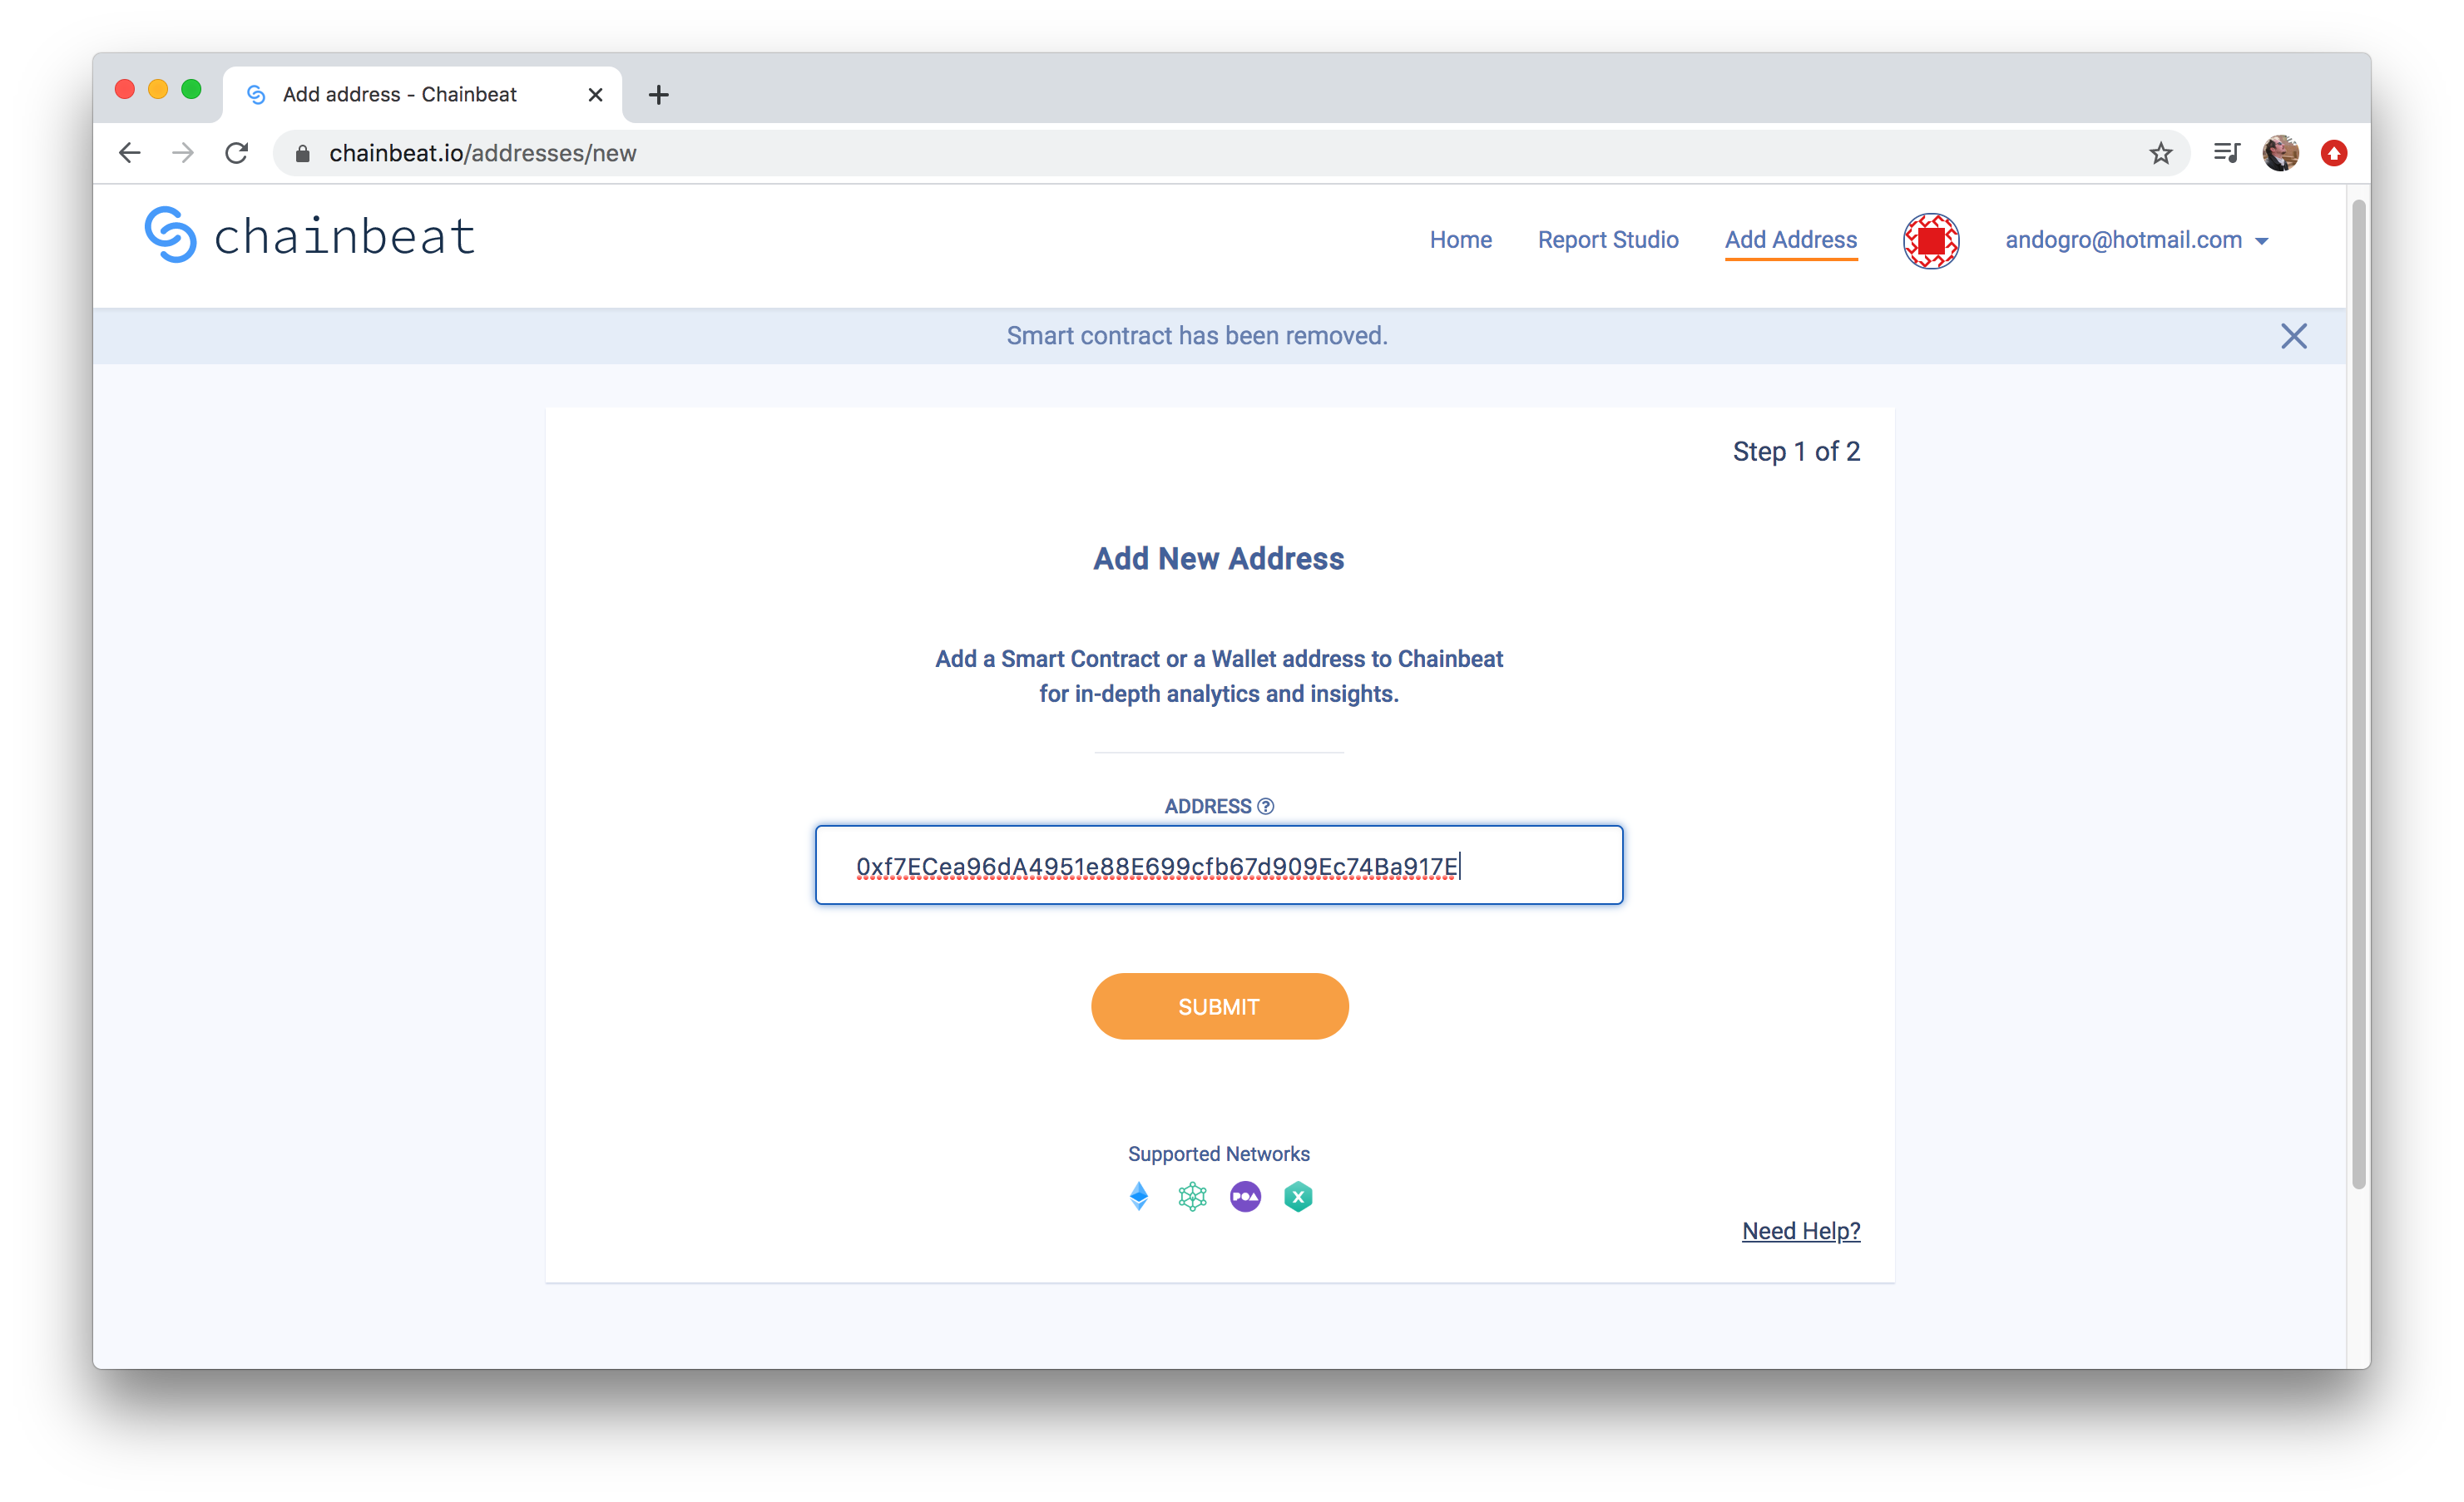 Add address - Chainbeat
chainbeat.io/addresses/new
chainbeat
Home Report Studio Add Address andogro@hotmail.com
Smart contract has been removed.
Step 1 of 2
Add New Address
Add a Smart Contract or a Wallet address to Chainbeat
for in-depth analytics and insights.
ADDRESS ?
0xf7ECea96dA4951e88E699cfb67d909Ec74Ba917E
SUBMIT
Supported Networks
POA X
Need Help?